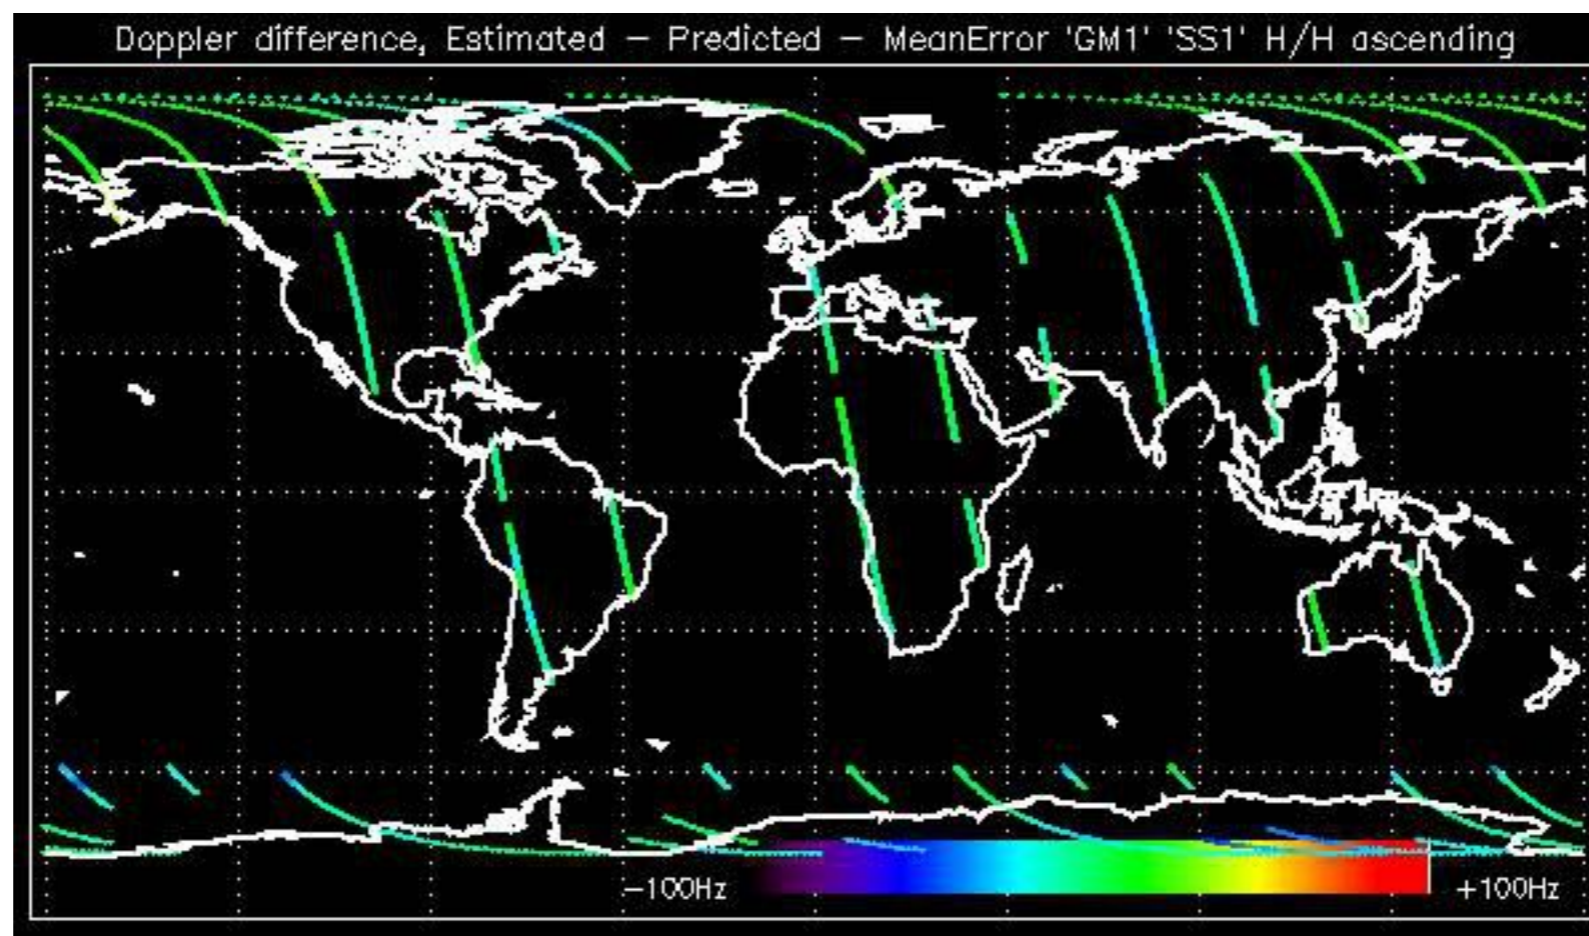 Doppler difference, Estimated − Predicted − MeanError 'GM1' 'SS1' H/H ascending
−100Hz
+100Hz